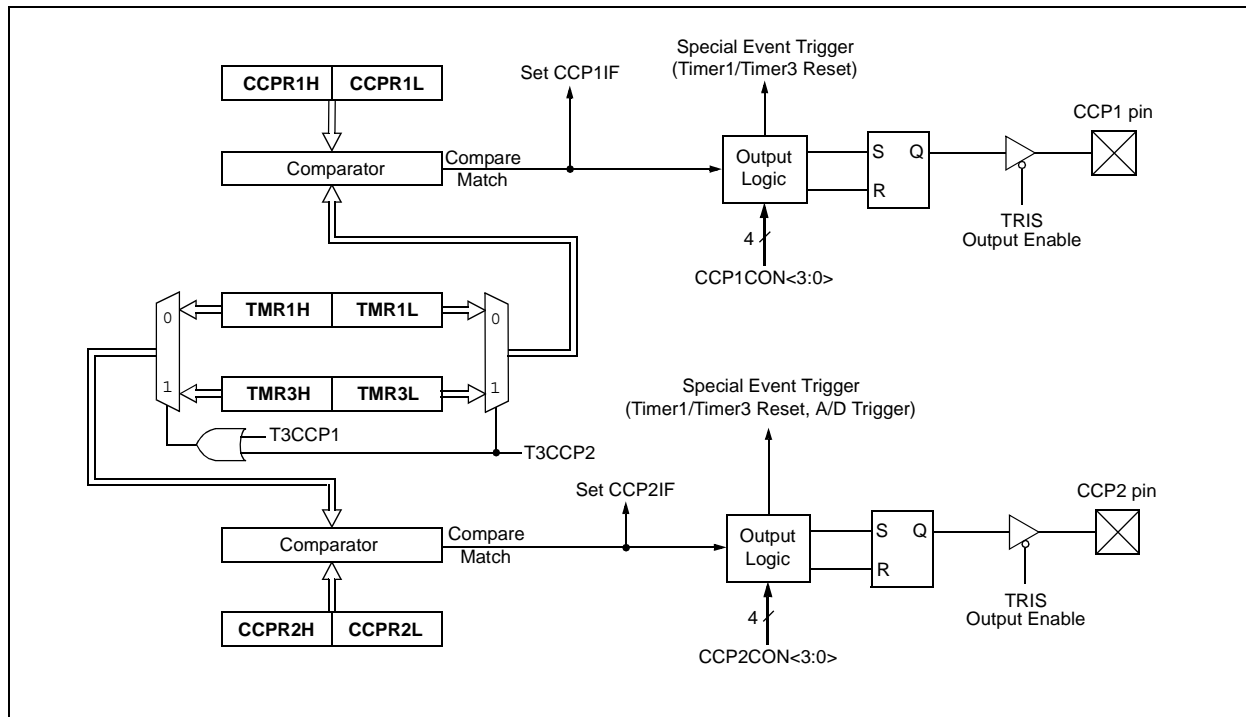 CCPR1H CCPR1L
Comparator
Compare
Match
Set CCP1IF
Special Event Trigger
(Timer1/Timer3 Reset)
Output
Logic
4
CCP1CON<3:0>
S Q
R
TRIS
Output Enable
CCP1 pin
0
1
TMR1H TMR1L
TMR3H TMR3L
0
1
T3CCP1
T3CCP2
Comparator
Compare
Match
CCPR2H CCPR2L
Set CCP2IF
Special Event Trigger
(Timer1/Timer3 Reset, A/D Trigger)
Output
Logic
4
CCP2CON<3:0>
S Q
R
TRIS
Output Enable
CCP2 pin